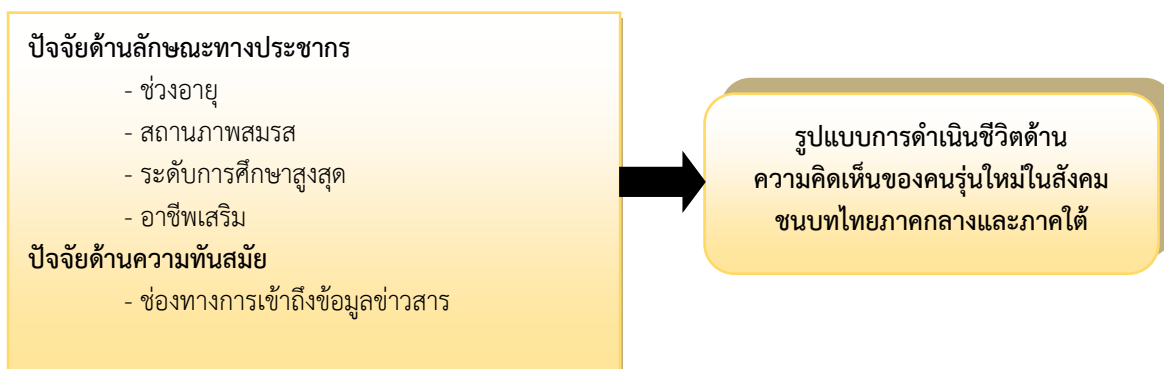 ปัจจัยด้านลักษณะทางประชากร
- ช่วงอายุ
- สถานภาพสมรส
- ระดับการศึกษาสูงสุด
- อาชีพเสริม
ปัจจัยด้านความทันสมัย
- ช่องทางการเข้าถึงข้อมูลข่าวสาร
รูปแบบการดำเนินชีวิตด้าน
ความคิดเห็นของคนรุ่นใหม่ในสังคม
ชนบทไทยภาคกลางและภาคใต้